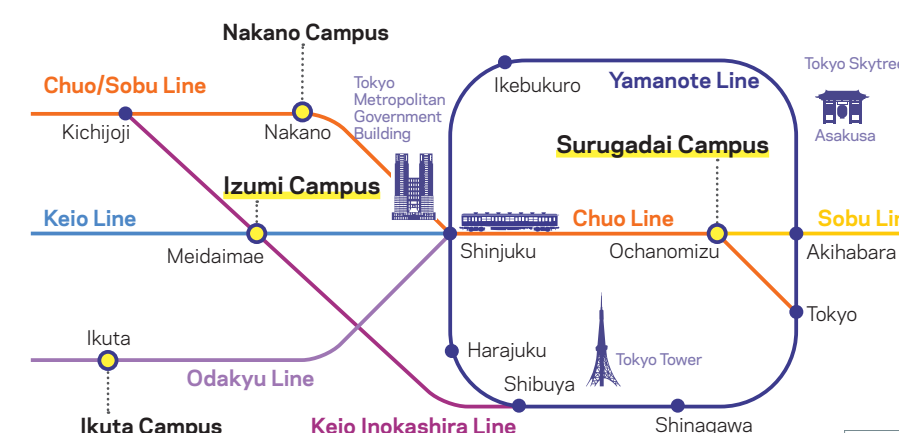 Nakano Campus
Chuo/Sobu Line
Tokyo
Metropolitan
Government
Building
Ikebukuro
Yamanote Line
Tokyo Skytree
Asakusa
Kichijoji
Nakano
Surugadai Campus
Izumi Campus
Keio Line
Chuo Line
Sobu Lin
Meidaimae
Shinjuku
Ochanomizu
Akihabara
Tokyo
Ikuta
Harajuku
Tokyo Tower
Odakyu Line
Shibuya
Ikuta Campus
Keio Inokashira Line
Shinagawa